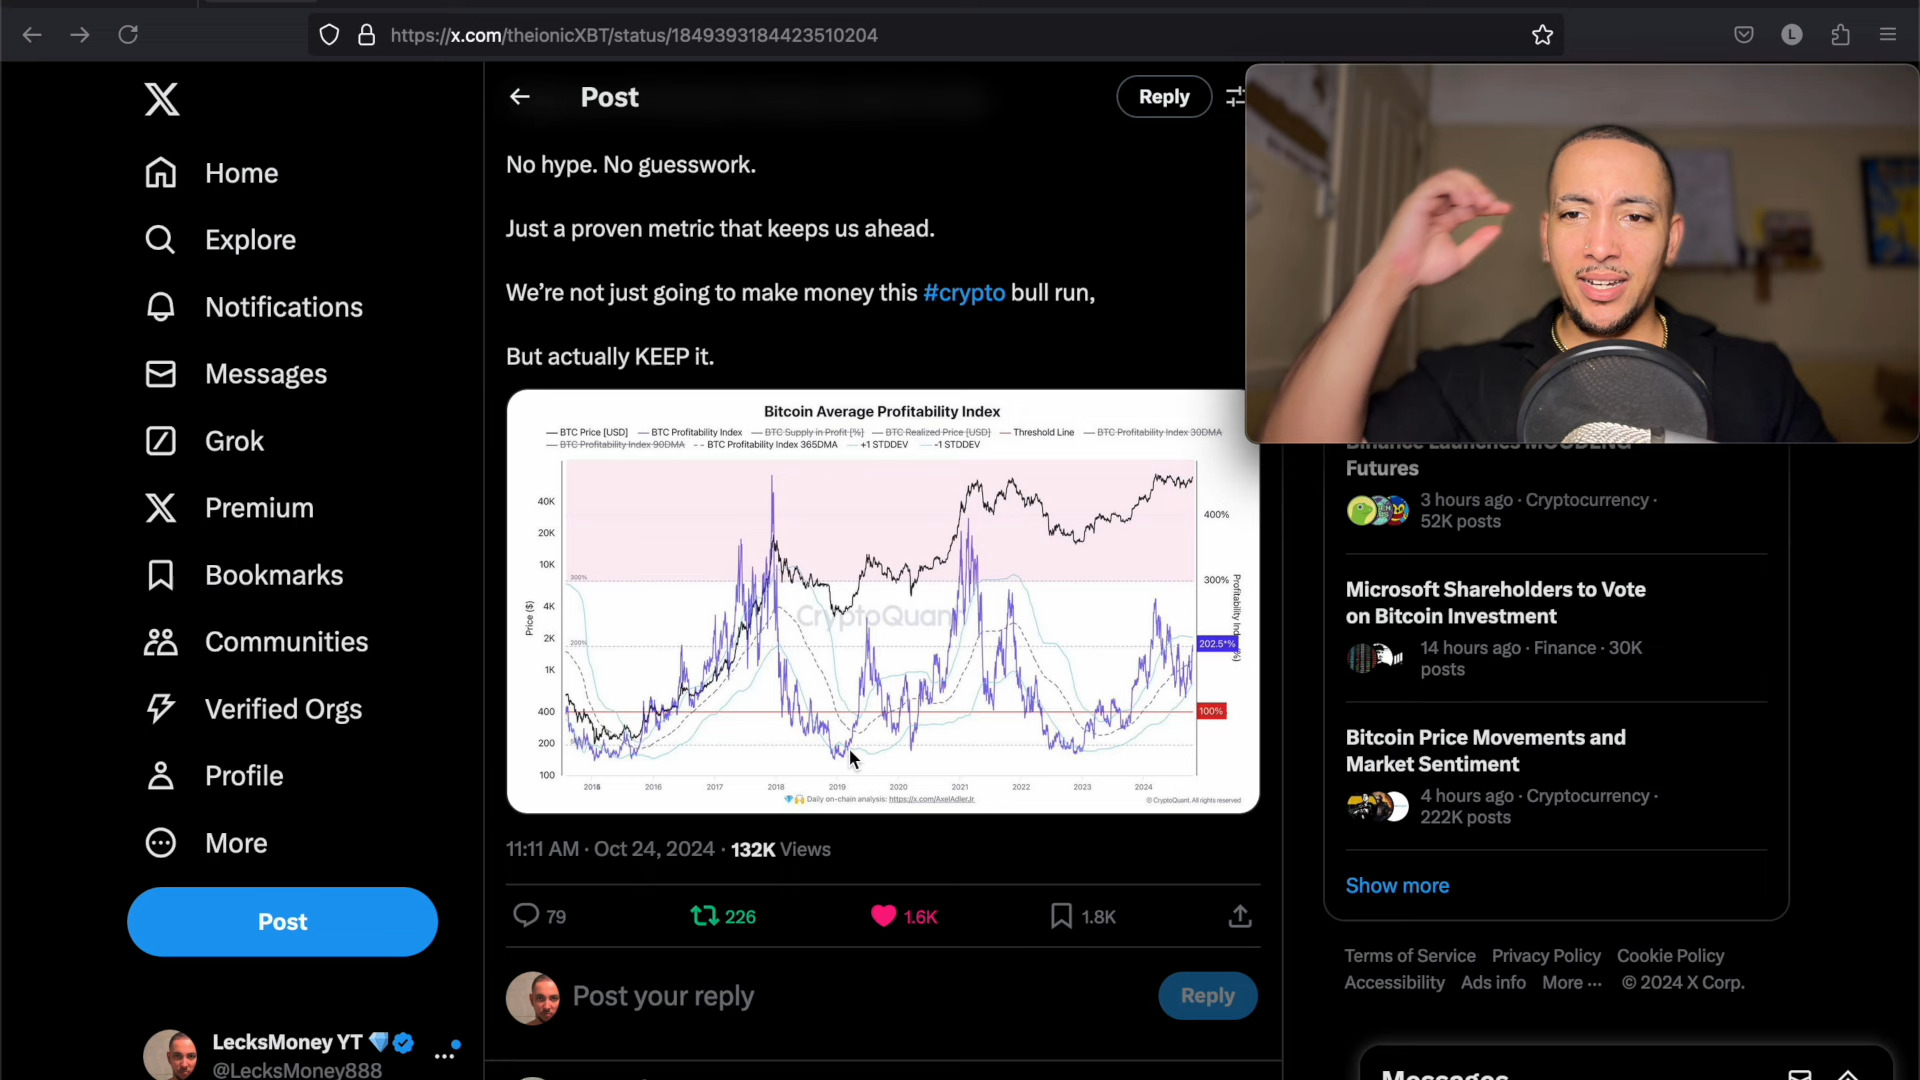 https://x.com/theionicXBT/status/1849393184423510204
L
Home
Explore
Notifications
Messages
Grok
Premium
Bookmarks
Communities
Verified Orgs
Profile
More
Post
LecksMoney YT
@LecksMoney888
Post
Reply
No hype. No guesswork.
Just a proven metric that keeps us ahead.
We’re not just going to make money this #crypto bull run,
But actually KEEP it.
Bitcoin Average Profitability Index
BTC Price [USD] BTC Profitability Index BTC Supply in Profit [%] BTC Realized Price [USD] Threshold Line BTC Profitability Index 30DMA
BTC Profitability Index 90DMA BTC Profitability Index 365DMA +1 STDDEV -1 STDDEV
40K
20K
10K
4K
2K
1K
400
200
100
Price ($)
300%
200%
CryptoQuant
400%
300%
202.5*%
100%
2015 2016 2017 2018 2019 2020 2021 2022 2023 2024
Daily on-chain analysis: https://x.com/AxelAdlerJr
© CryptoQuant. All rights reserved
11:11 AM · Oct 24, 2024 · 132K Views
79 226 1.6K 1.8K
Post your reply
Reply
Binance Launches MOODENG
Futures
3 hours ago · Cryptocurrency ·
52K posts
Microsoft Shareholders to Vote
on Bitcoin Investment
14 hours ago · Finance · 30K
posts
Bitcoin Price Movements and
Market Sentiment
4 hours ago · Cryptocurrency ·
222K posts
Show more
Terms of Service Privacy Policy Cookie Policy
Accessibility Ads info More ··· © 2024 X Corp.
Messages